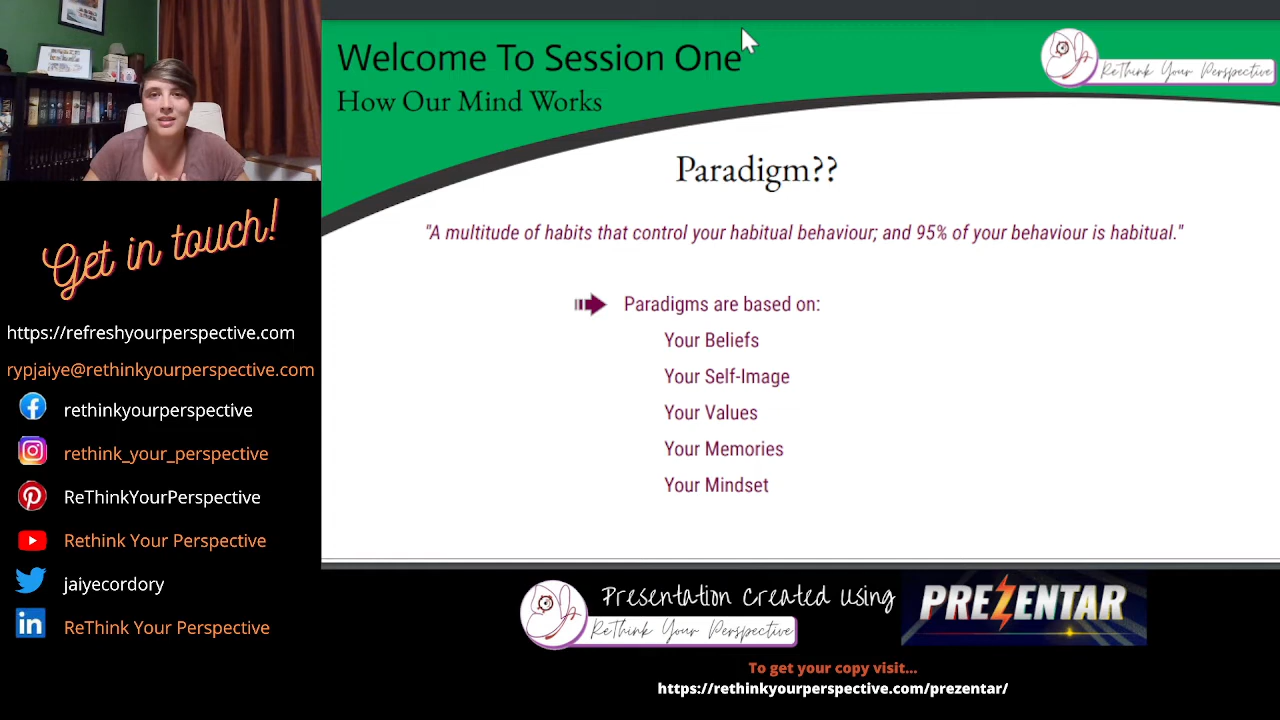 Welcome To Session One
How Our Mind Works
ReThink Your Perspective
Paradigm??
"A multitude of habits that control your habitual behaviour; and 95% of your behaviour is habitual."
Paradigms are based on:
Your Beliefs
Your Self-Image
Your Values
Your Memories
Your Mindset
Get in touch!
https://refreshyourperspective.com
rypjaiye@rethinkyourperspective.com
rethinkyourperspective
rethink_your_perspective
ReThinkYourPerspective
Rethink Your Perspective
jaiyecordory
ReThink Your Perspective
Presentation Created Using
ReThink Your Perspective
PREZENTAR
To get your copy visit...
https://rethinkyourperspective.com/prezentar/